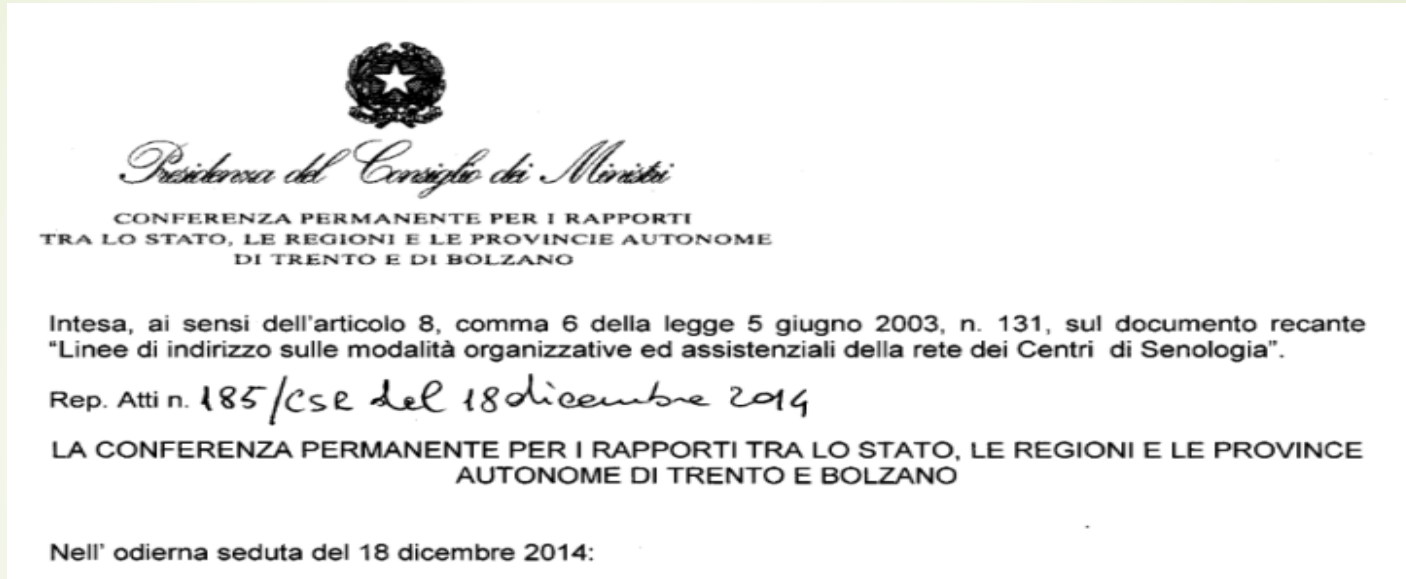 Presidenza del Consiglio dei Ministri
CONFERENZA PERMANENTE PER I RAPPORTI
TRA LO STATO, LE REGIONI E LE PROVINCIE AUTONOME
DI TRENTO E DI BOLZANO
Intesa, ai sensi dell'articolo 8, comma 6 della legge 5 giugno 2003, n. 131, sul documento recante
“Linee di indirizzo sulle modalità organizzative ed assistenziali della rete dei Centri di Senologia”.
Rep. Atti n. 185/CSR del 18 dicembre 2014
LA CONFERENZA PERMANENTE PER I RAPPORTI TRA LO STATO, LE REGIONI E LE PROVINCE
AUTONOME DI TRENTO E BOLZANO
Nell' odierna seduta del 18 dicembre 2014: